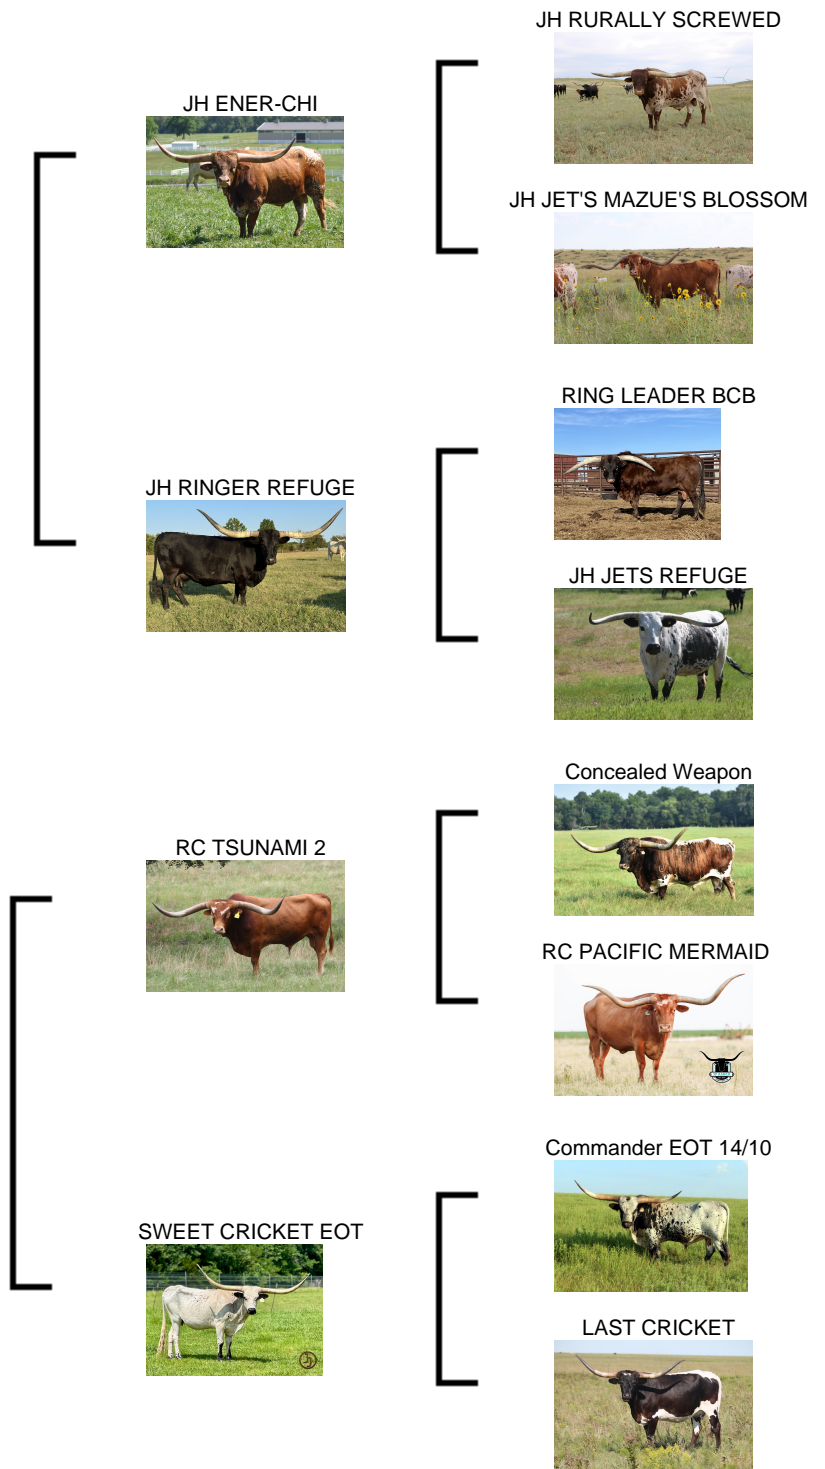 JH RURALLY SCREWED
JH ENER-CHI
JH JET'S MAZUE'S BLOSSOM
RING LEADER BCB
JH RINGER REFUGE
JH JETS REFUGE
Concealed Weapon
RC TSUNAMI 2
RC PACIFIC MERMAID
Commander EOT 14/10
SWEET CRICKET EOT
LAST CRICKET